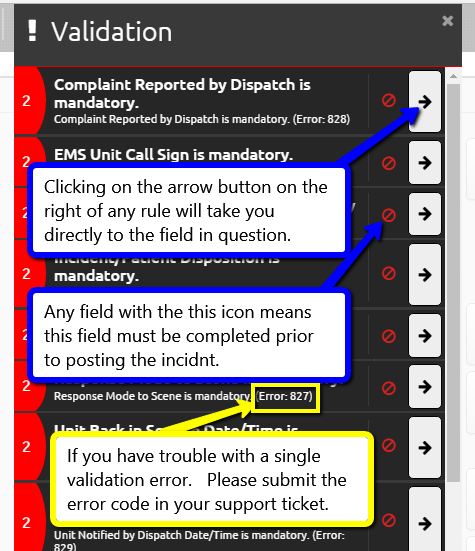 ! Validation
×
2
Complaint Reported by Dispatch is
mandatory.
Complaint Reported by Dispatch is mandatory. (Error: 828)
2
EMS Unit Call Sign is mandatory.
Clicking on the arrow button on the
right of any rule will take you
directly to the field in question.
2
Incident/Patient Disposition is
mandatory.
2
Any field with the this icon means
this field must be completed prior
to posting the incidnt.
2
2
Response Mode to Scene is mandatory. (Error: 827)
2
Unit Back in Service Date/Time is
If you have trouble with a single
validation error. Please submit the
error code in your support ticket.
2
Unit Notified by Dispatch Date/Time is mandatory. (Error:
829)